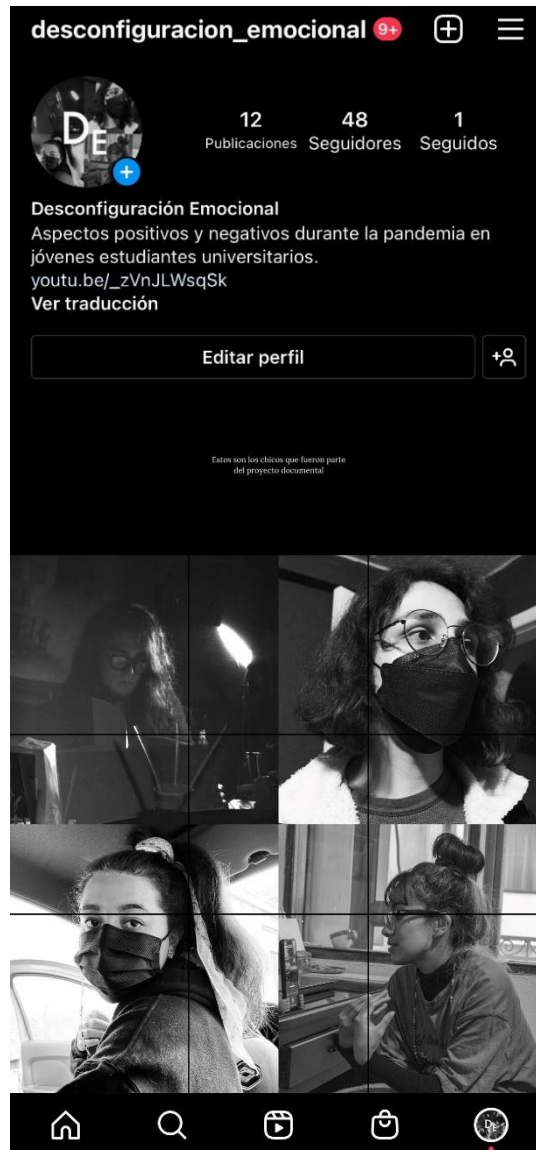 desconfiguracion_emocional 9+
DE
12 48 1
Publicaciones Seguidores Seguidos
Desconfiguración Emocional
Aspectos positivos y negativos durante la pandemia en
jóvenes estudiantes universitarios.
youtu.be/_zVnJLWsqSk
Ver traducción
Editar perfil
Estos son los chicos que fueron parte
del proyecto documental
DE